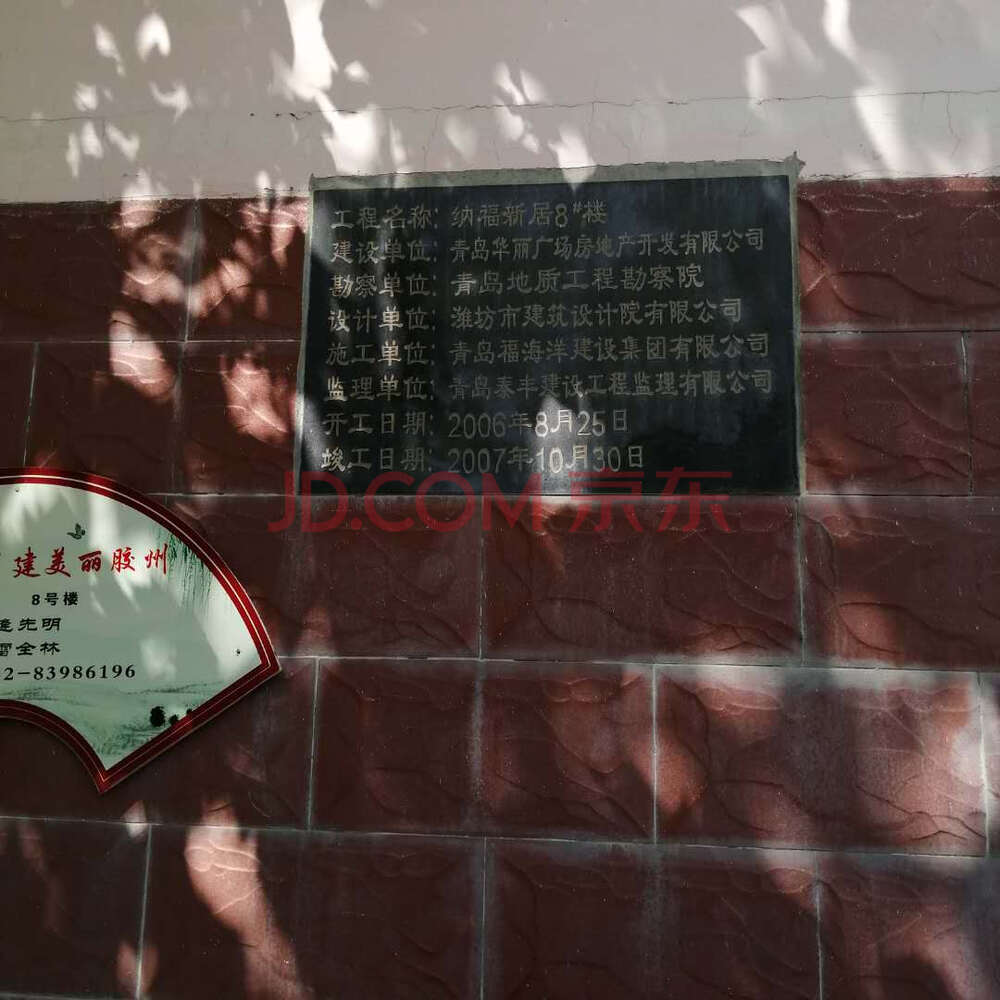 工程名称：纳福新居8#楼
建设单位：青岛华丽广场房地产开发有限公司
勘察单位：青岛地质工程勘察院
设计单位：潍坊市建筑设计院有限公司
施工单位：青岛福海洋建设集团有限公司
监理单位：青岛泰丰建设工程监理有限公司
开工日期：2006年8月25日
竣工日期：2007年10月30日
JD.COM 京东
建美丽胶州
8号楼
逄先明
雷全林
2-83986196